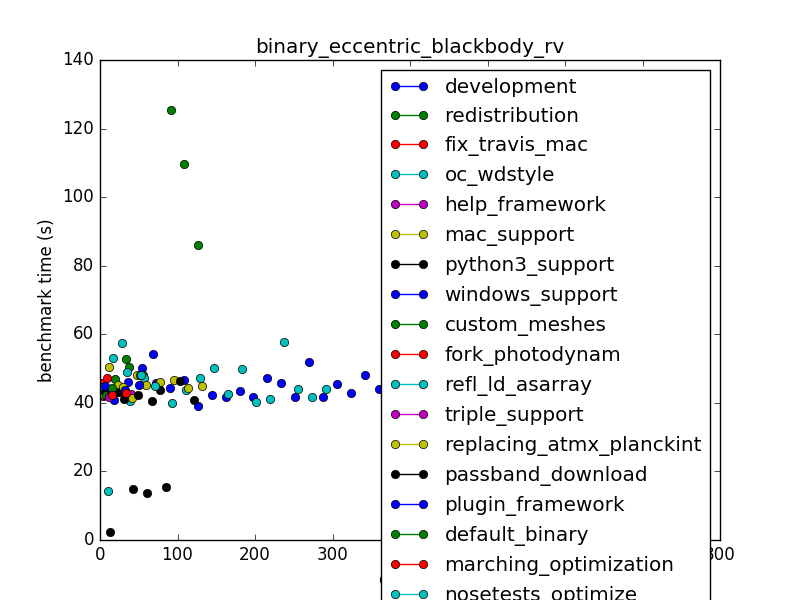 binary_eccentric_blackbody_rv
140
120
100
80
60
40
20
0
benchmark time (s)
0
100
200
300
800
development
redistribution
fix_travis_mac
oc_wdstyle
help_framework
mac_support
python3_support
windows_support
custom_meshes
fork_photodynam
refl_ld_asarray
triple_support
replacing_atmx_planckint
passband_download
plugin_framework
default_binary
marching_optimization
nosetests_optimize